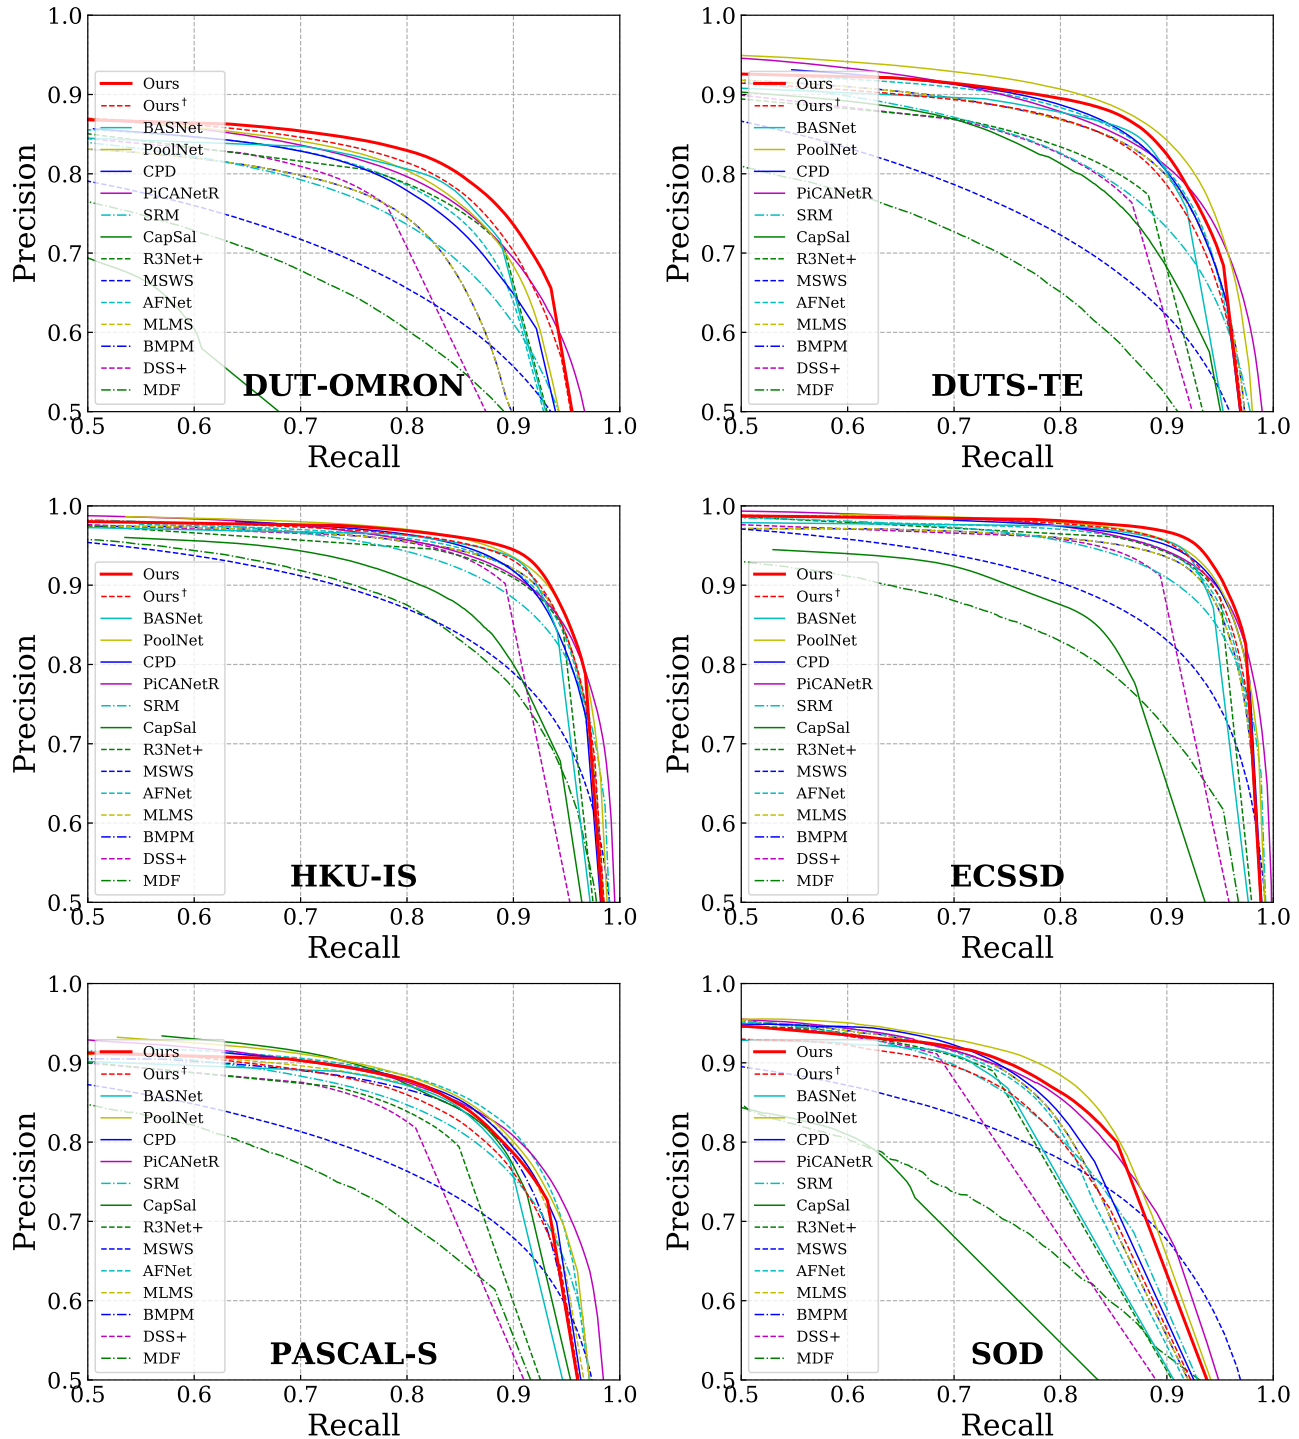 1.0
0.9
0.8
0.7
0.6
0.5
Precision
Ours
Ours†
BASNet
PoolNet
CPD
PiCANetR
SRM
CapSal
R3Net+
MSWS
AFNet
MLMS
BMPM
DSS+
MDF
DUT-OMRON
0.5 0.6 0.7 0.8 0.9 1.0
Recall
1.0
0.9
0.8
0.7
0.6
0.5
Precision
Ours
Ours†
BASNet
PoolNet
CPD
PiCANetR
SRM
CapSal
R3Net+
MSWS
AFNet
MLMS
BMPM
DSS+
MDF
DUTS-TE
0.5 0.6 0.7 0.8 0.9 1.0
Recall
1.0
0.9
0.8
0.7
0.6
0.5
Precision
Ours
Ours†
BASNet
PoolNet
CPD
PiCANetR
SRM
CapSal
R3Net+
MSWS
AFNet
MLMS
BMPM
DSS+
MDF
HKU-IS
0.5 0.6 0.7 0.8 0.9 1.0
Recall
1.0
0.9
0.8
0.7
0.6
0.5
Precision
Ours
Ours†
BASNet
PoolNet
CPD
PiCANetR
SRM
CapSal
R3Net+
MSWS
AFNet
MLMS
BMPM
DSS+
MDF
ECSSD
0.5 0.6 0.7 0.8 0.9 1.0
Recall
1.0
0.9
0.8
0.7
0.6
0.5
Precision
Ours
Ours†
BASNet
PoolNet
CPD
PiCANetR
SRM
CapSal
R3Net+
MSWS
AFNet
MLMS
BMPM
DSS+
MDF
PASCAL-S
0.5 0.6 0.7 0.8 0.9 1.0
Recall
1.0
0.9
0.8
0.7
0.6
0.5
Precision
Ours
Ours†
BASNet
PoolNet
CPD
PiCANetR
SRM
CapSal
R3Net+
MSWS
AFNet
MLMS
BMPM
DSS+
MDF
SOD
0.5 0.6 0.7 0.8 0.9 1.0
Recall